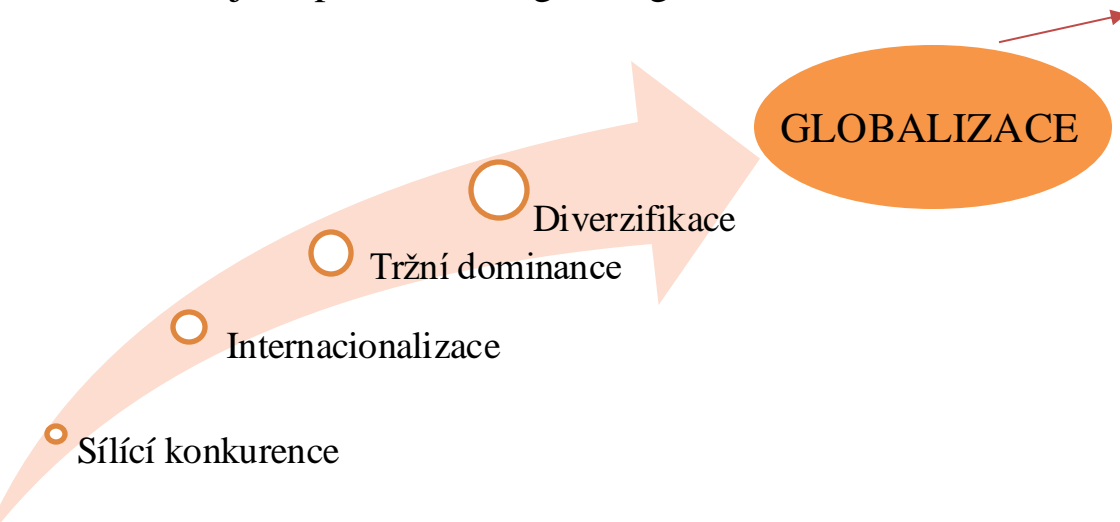 GLOBALIZACE
Diverzifikace
Tržní dominance
Internacionalizace
Sílící konkurence